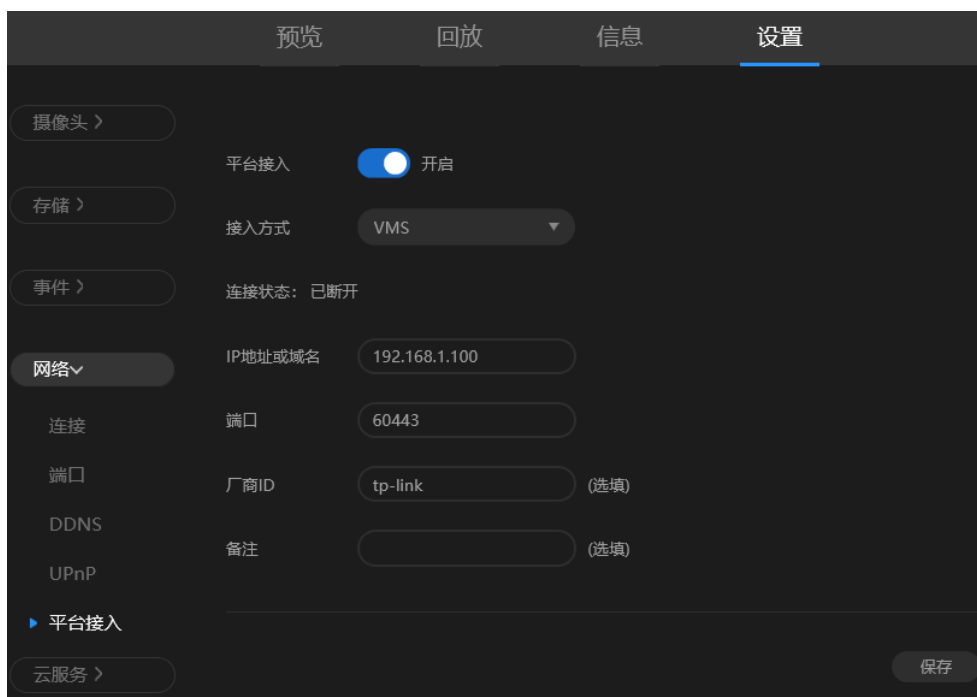 预览 回放 信息 设置
摄像头
存储
事件
网络
连接
端口
DDNS
UPnP
平台接入
云服务
平台接入 开启
接入方式 VMS
连接状态: 已断开
IP地址或域名 192.168.1.100
端口 60443
厂商ID tp-link (选填)
备注 (选填)
保存